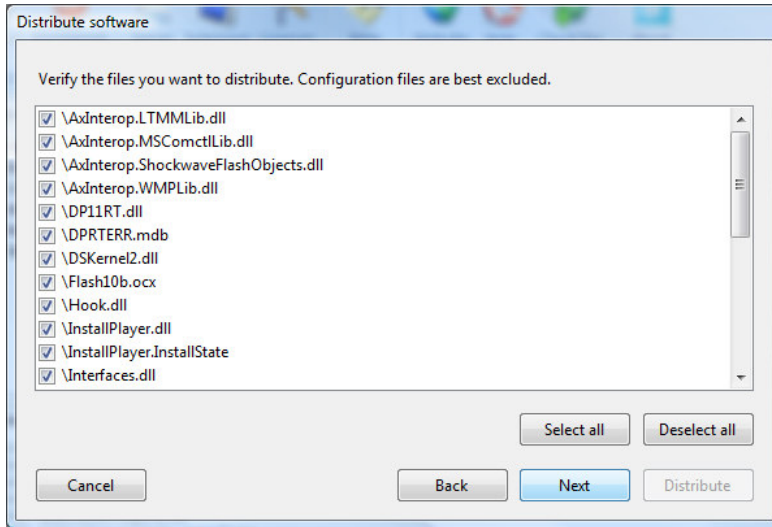 Distribute software
Verify the files you want to distribute. Configuration files are best excluded.
\AxInterop.LTMMLib.dll
\AxInterop.MSComctlLib.dll
\AxInterop.ShockwaveFlashObjects.dll
\AxInterop.WMPLib.dll
\DP11RT.dll
\DPRTERR.mdb
\DSKernel2.dll
\Flash10b.ocx
\Hook.dll
\InstallPlayer.dll
\InstallPlayer.InstallState
\Interfaces.dll
Select all Deselect all
Cancel Back Next Distribute